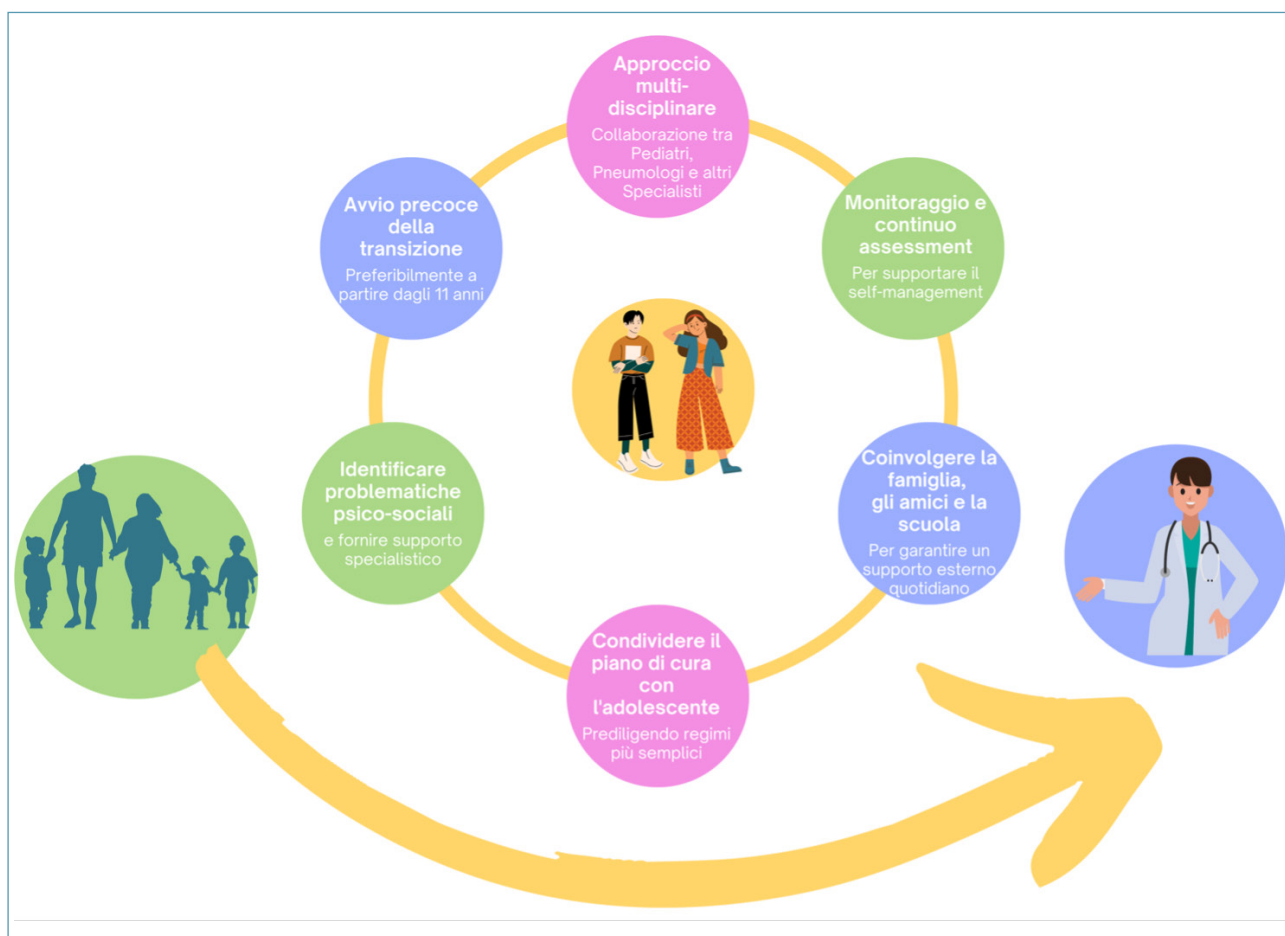 Approccio
multi-
disciplinare
Collaborazione tra
Pediatri,
Pneumologi e altri
Specialisti
Avvio precoce
della
transizione
Preferibilmente a
partire dagli 11 anni
Monitoraggio e
continuo
assessment
Per supportare il
self-management
Identificare
problematiche
psico-sociali
e fornire supporto
specialistico
Coinvolgere la
famiglia,
gli amici e la
scuola
Per garantire un
supporto esterno
quotidiano
Condividere il
piano di cura
con
l'adolescente
Prediligendo regimi
più semplici